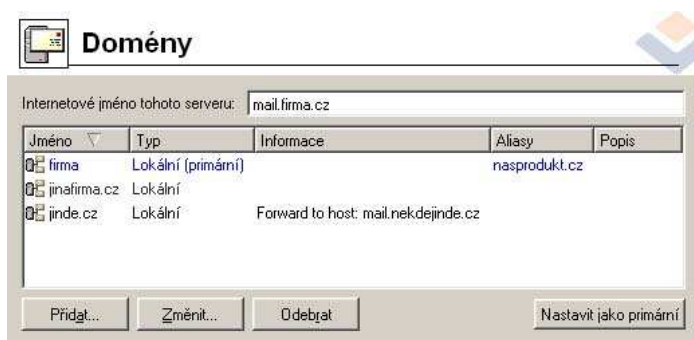 Domény
Internetové jméno tohoto serveru: mail.firma.cz
Jméno Typ Informace Aliasy Popis
firma Lokální (primární) nasprodukt.cz
jinafirma.cz Lokální
jinde.cz Lokální Forward to host: mail.nekdejinde.cz
Přidat... Změnit... Odebrat Nastavit jako primární